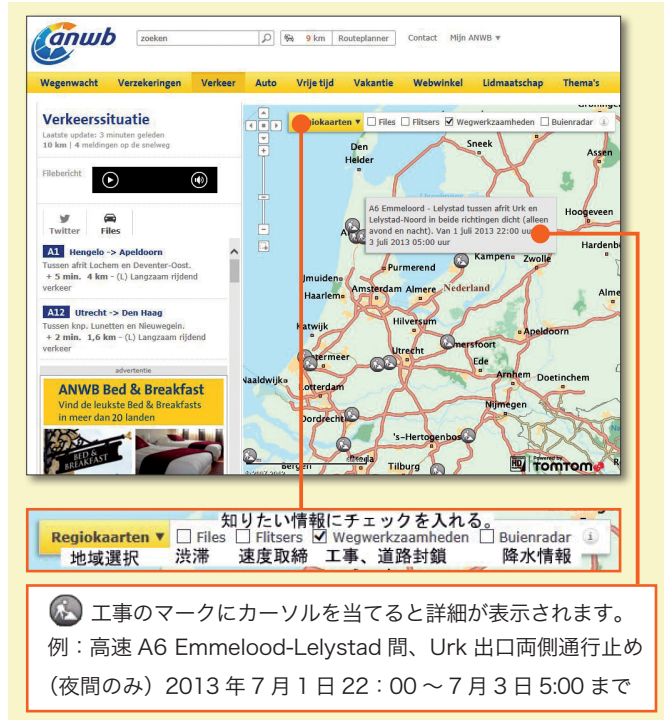 anwb
zoeken
9 km Routeplanner
Contact Mijn ANWB ▼
Wegenwacht Verzekeringen Verkeer Auto Vrije tijd Vakantie Webwinkel Lidmaatschap Thema's
Verkeerssituatie
Laatste update: 3 minuten geleden
10 km | 4 meldingen op de snelweg
Filebericht
Twitter Files
A1 Hengelo -> Apeldoorn
Tussen afrit Lochem en Deventer-Oost.
+ 5 min. 4 km - (L) Langzaam rijdend
verkeer
A12 Utrecht -> Den Haag
Tussen knp. Lunetten en Nieuwegein.
+ 2 min. 1,6 km - (L) Langzaam rijdend
verkeer
advertentie
ANWB Bed & Breakfast
Vind de leukste Bed & Breakfasts
in meer dan 20 landen
BED &
BREAKFAST
Regiokaarten ▼ Files Flitsers Wegwerkzaamheden Buienradar i
Den
Helder
Sneek
Assen
A6 Emmeloord - Lelystad tussen afrit Urk en
Lelystad-Noord in beide richtingen dicht (alleen
avond en nacht). Van 1 juli 2013 22:00 uur
3 juli 2013 05:00 uur
Hoogeveen
Hardenb
Kampen
Zwolle
Purmerend
IJmuiden
Haarlem
Amsterdam
Almere
Nederland
Alme
Hilversum
Katwijk
Apeldoorn
Utrecht
Amersfoort
Zoetermeer
Ede
Arnhem
Doetinchem
Naaldwijk
Rotterdam
Nijmegen
Dordrecht
's-Hertogenbos
Breda
Bergen
Tilburg
HD
Powered by
TOMTOM
知りたい情報にチェックを入れる。
Regiokaarten ▼ Files Flitsers Wegwerkzaamheden Buienradar i
地域選択 渋滞 速度取締 工事、道路封鎖 降水情報
工事のマークにカーソルを当てると詳細が表示されます。
例：高速 A6 Emmelood-Lelystad 間、Urk 出口両側通行止め
（夜間のみ）2013 年 7 月 1 日 22：00 ～ 7 月 3 日 5:00 まで